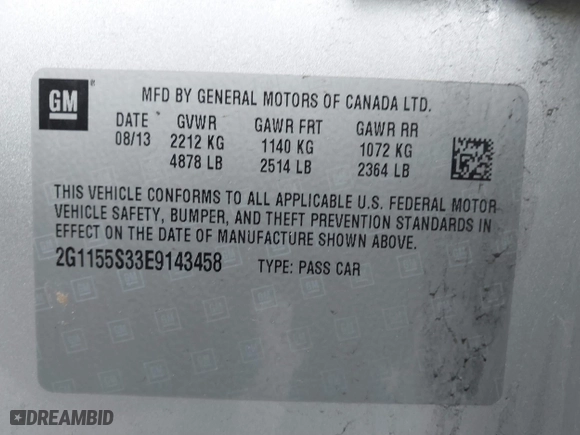 GM
MFD BY GENERAL MOTORS OF CANADA LTD.
DATE GVWR GAWR FRT GAWR RR
08/13 2212 KG 1140 KG 1072 KG
4878 LB 2514 LB 2364 LB
THIS VEHICLE CONFORMS TO ALL APPLICABLE U.S. FEDERAL MOTOR
VEHICLE SAFETY, BUMPER, AND THEFT PREVENTION STANDARDS IN
EFFECT ON THE DATE OF MANUFACTURE SHOWN ABOVE.
2G1155S33E9143458 TYPE: PASS CAR
DREAMBID